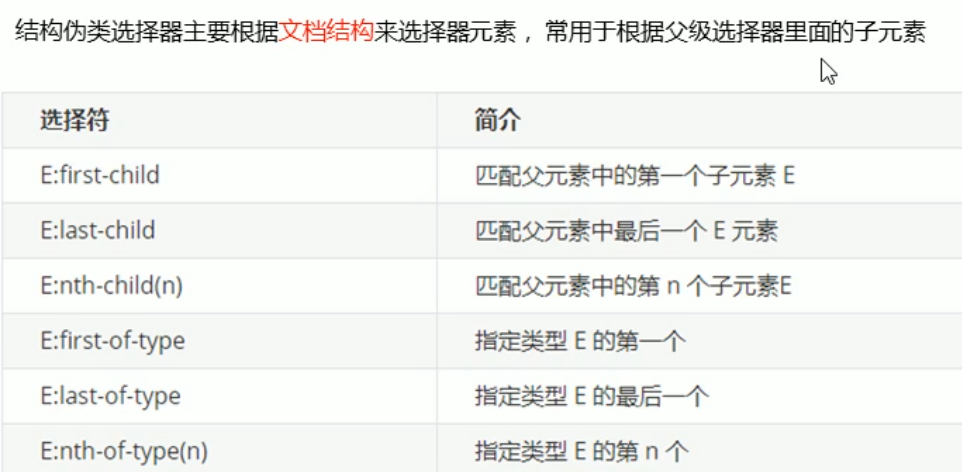 结构伪类选择器主要根据文档结构来选择器元素，常用于根据父级选择器里面的子元素
选择符 简介
E:first-child 匹配父元素中的第一个子元素 E
E:last-child 匹配父元素中最后一个 E 元素
E:nth-child(n) 匹配父元素中的第 n 个子元素E
E:first-of-type 指定类型 E 的第一个
E:last-of-type 指定类型 E 的最后一个
E:nth-of-type(n) 指定类型 E 的第 n 个